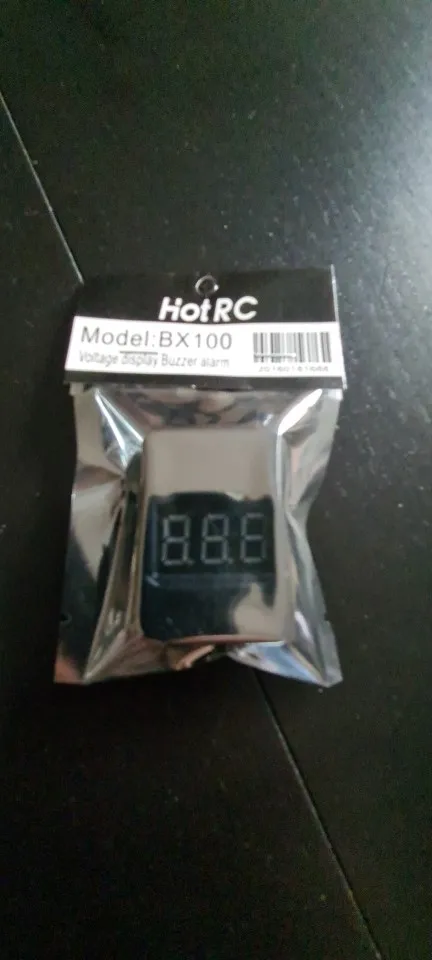 HotRC
Model:BX100
Voltage display Buzzer alarm